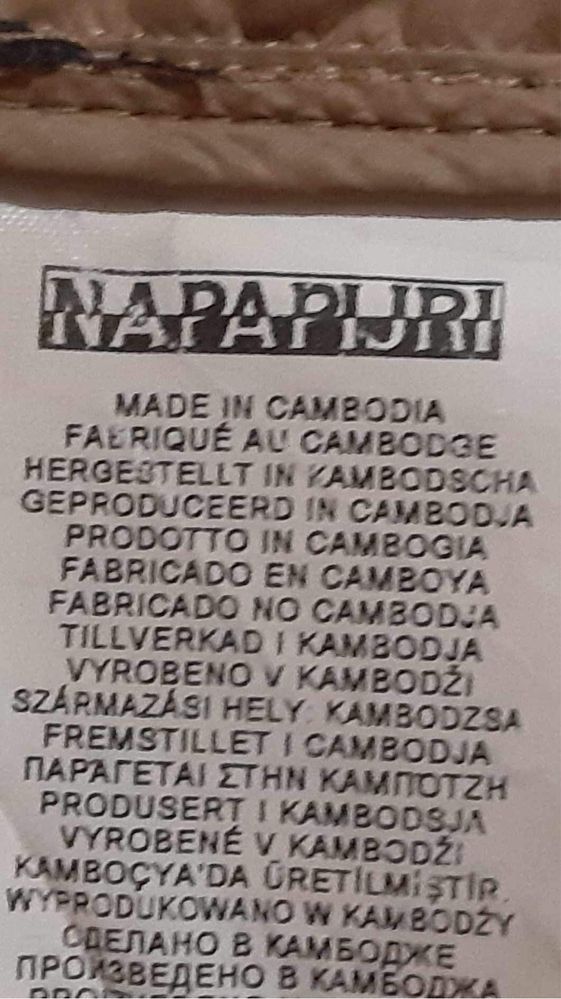 NAPAPIJRI
MADE IN CAMBODIA
FABRIQUÉ AU CAMBODGE
HERGESTELLT IN KAMBODSCHA
GEPRODUCEERD IN CAMBODJA
PRODOTTO IN CAMBOGIA
FABRICADO EN CAMBOYA
FABRICADO NO CAMBODJA
TILLVERKAD I KAMBODJA
VYROBENO V KAMBODŽI
SZÁRMAZÁSI HELY: KAMBODZSA
FREMSTILLET I CAMBODJA
ΠΑΡΑΓΕΤΑΙ ΣΤΗΝ ΚΑΜΠΟΤΖΗ
PRODUSERT I KAMBODSJA
VYROBENÉ V KAMBODŽI
KAMBOÇYA'DA ÜRETİLMİŞTİR.
WYPRODUKOWANO W KAMBODŻY
СДЕЛАНО В КАМБОДЖЕ
ПРОИЗВЕДЕНО В КАМБОДЖА